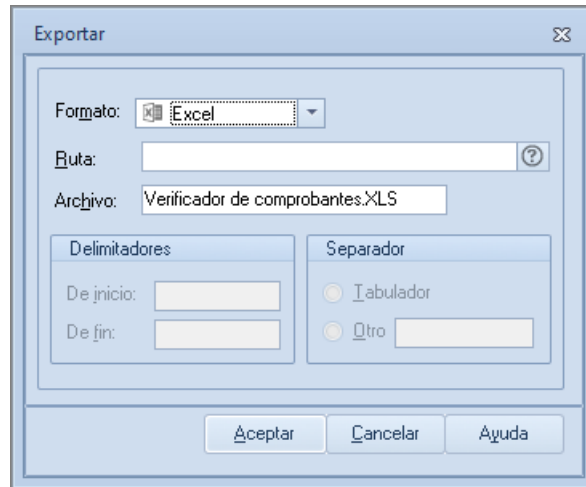 Exportar
Formato: Excel
Ruta:
Archivo: Verificador de comprobantes.XLS
Delimitadores
De inicio:
De fin:
Separador
Tabulador
Otro
Aceptar Cancelar Ayuda